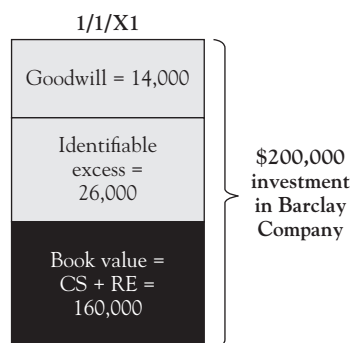 1/1/X1
Goodwill = 14,000
Identifiable
excess =
26,000
Book value =
CS + RE =
160,000
$200,000
investment
in Barclay
Company